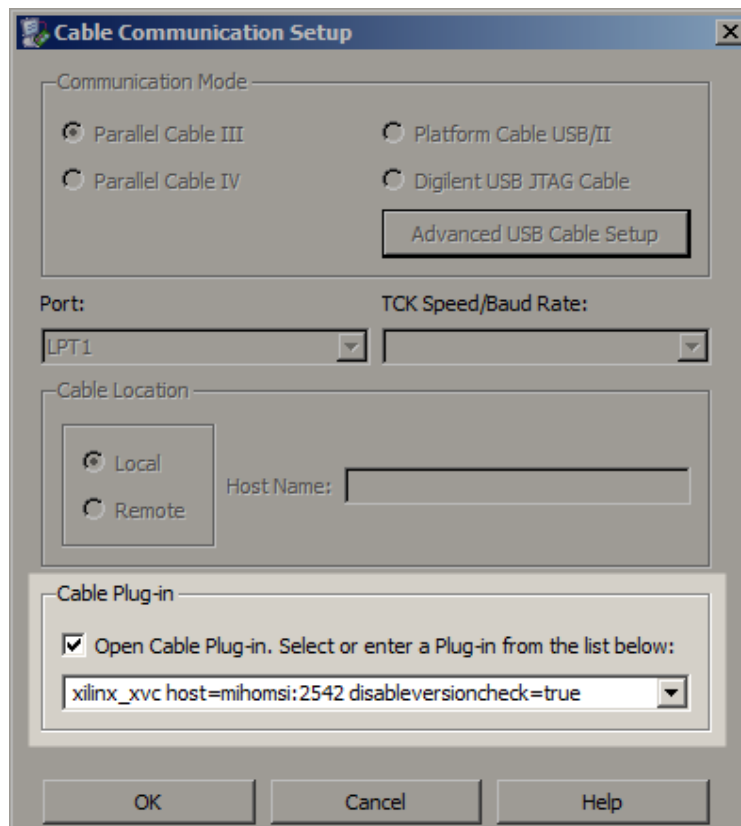 Cable Communication Setup
Communication Mode
Parallel Cable III
Platform Cable USB/II
Parallel Cable IV
Digilent USB JTAG Cable
Advanced USB Cable Setup
Port:
TCK Speed/Baud Rate:
LPT1
Cable Location
Local
Host Name:
Remote
Cable Plug-in
Open Cable Plug-in. Select or enter a Plug-in from the list below:
xilinx_xvc host=mihomsi:2542 disableversioncheck=true
OK
Cancel
Help